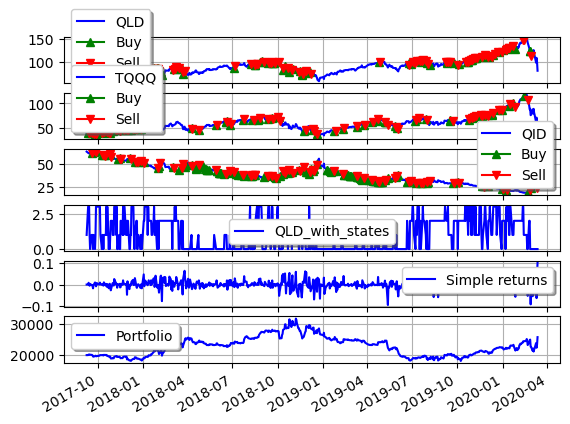 QLD
Buy
Sell
150
100
TQQQ
Buy
Sell
100
50
QID
Buy
Sell
50
25
QLD_with_states
2.5
0.0
Simple returns
0.1
0.0
−0.1
Portfolio
30000
20000
2017-10 2018-01 2018-04 2018-07 2018-10 2019-01 2019-04 2019-07 2019-10 2020-01 2020-04